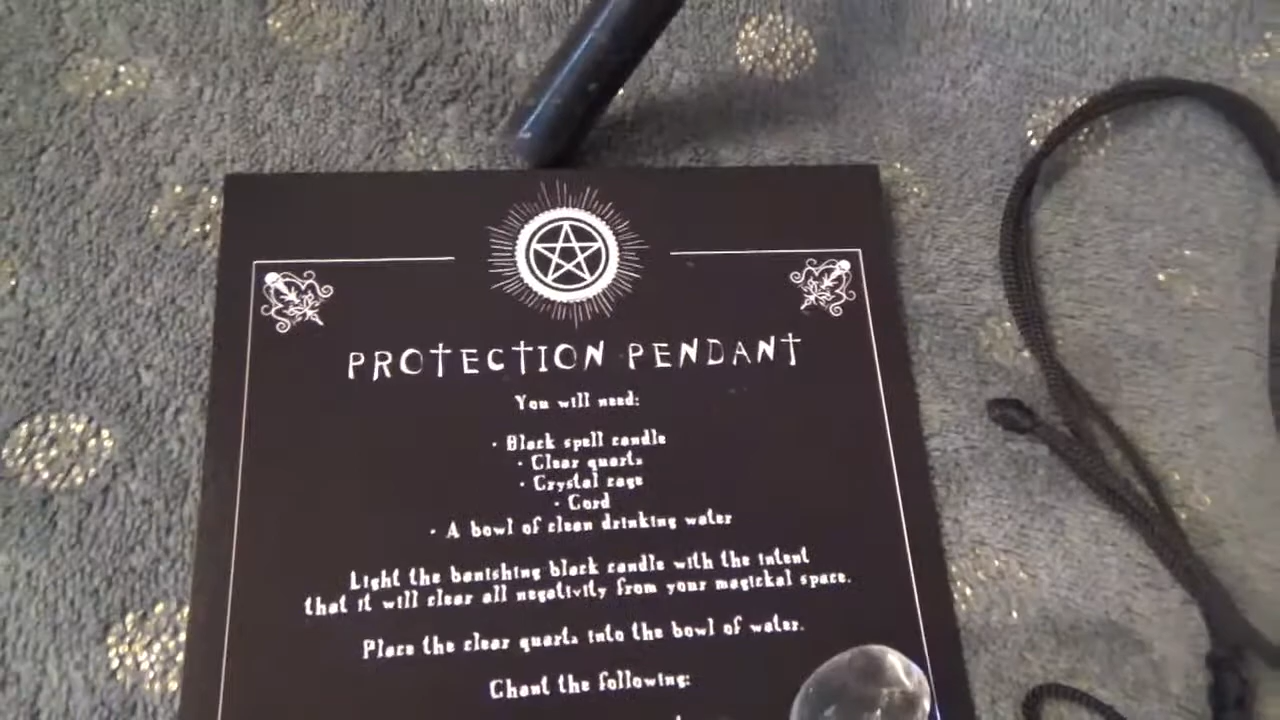 PROTECTION PENDANT
You will need:
· Black spell candle
· Clear quartz
· Crystal cage
· Cord
· A bowl of clean drinking water
Light the banishing black candle with the intent
that it will clear all negativity from your magickal space.
Place the clear quartz into the bowl of water.
Chant the following: